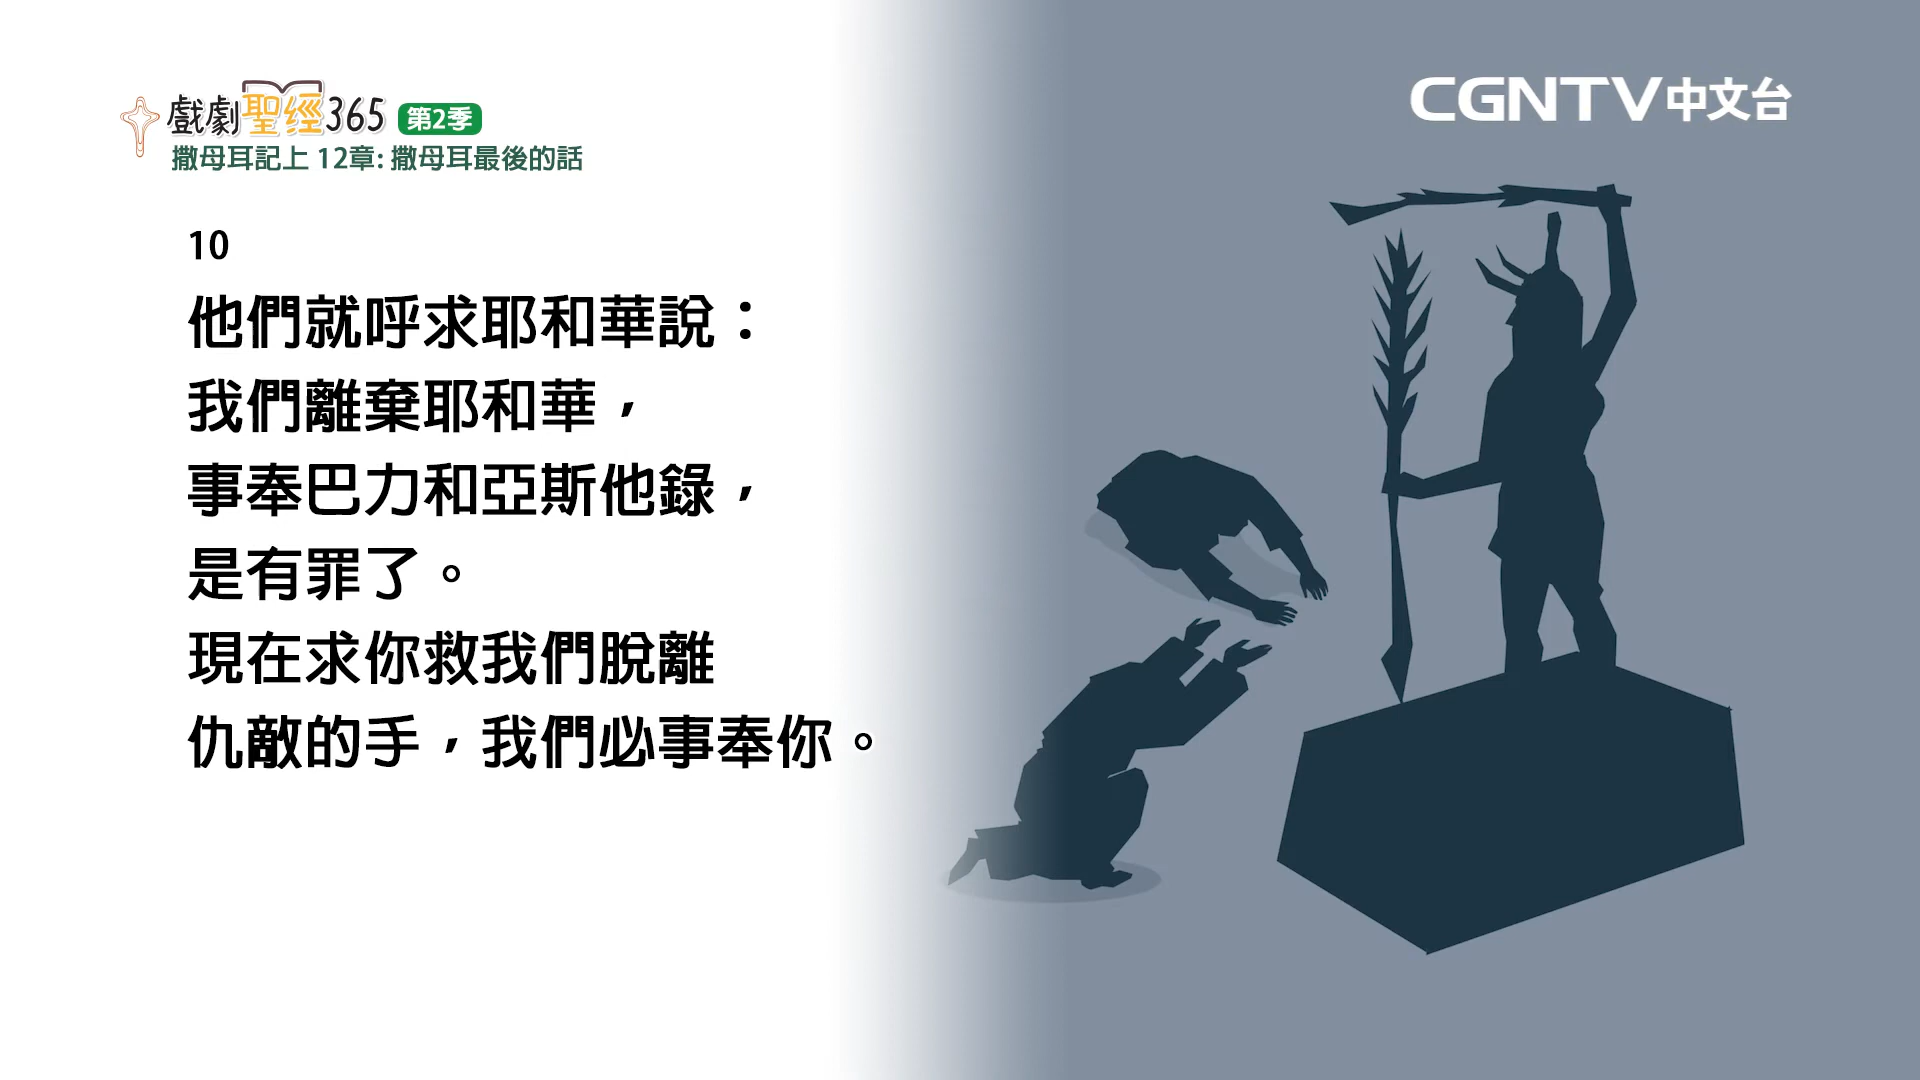 戲劇聖經365 第2季
CGNTV中文台
撒母耳記上 12章: 撒母耳最後的話
10
他們就呼求耶和華說：
我們離棄耶和華，
事奉巴力和亞斯他錄，
是有罪了。
現在求你救我們脫離
仇敵的手，我們必事奉你。